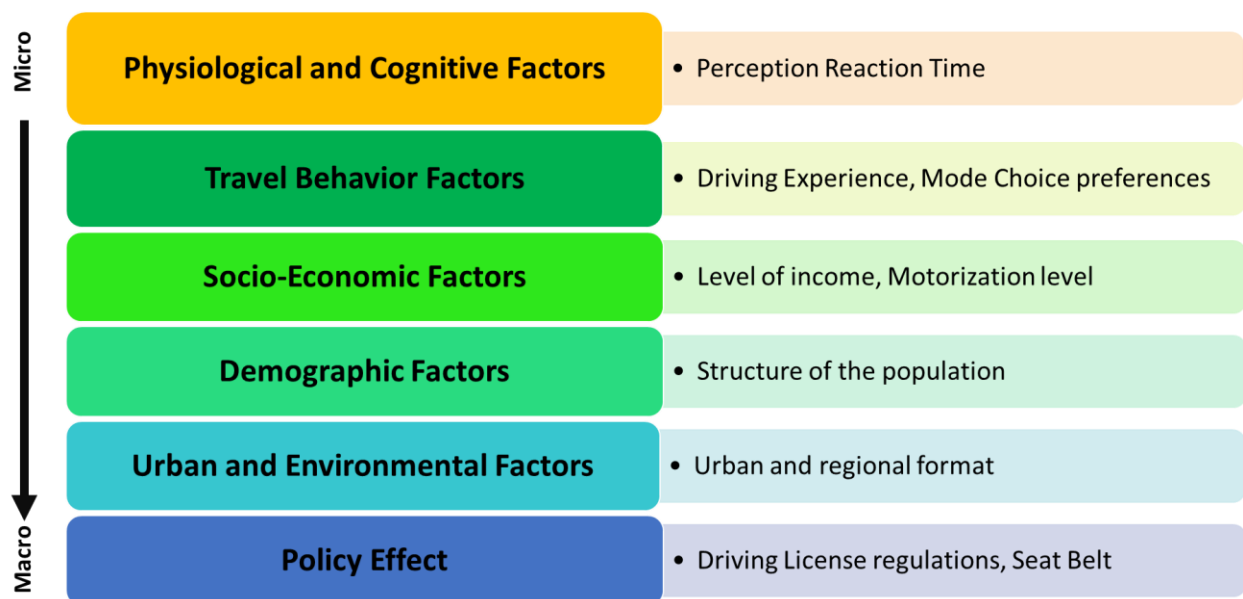 Micro
Physiological and Cognitive Factors
• Perception Reaction Time
Travel Behavior Factors
• Driving Experience, Mode Choice preferences
Socio-Economic Factors
• Level of income, Motorization level
Demographic Factors
• Structure of the population
Urban and Environmental Factors
• Urban and regional format
Macro
Policy Effect
• Driving License regulations, Seat Belt